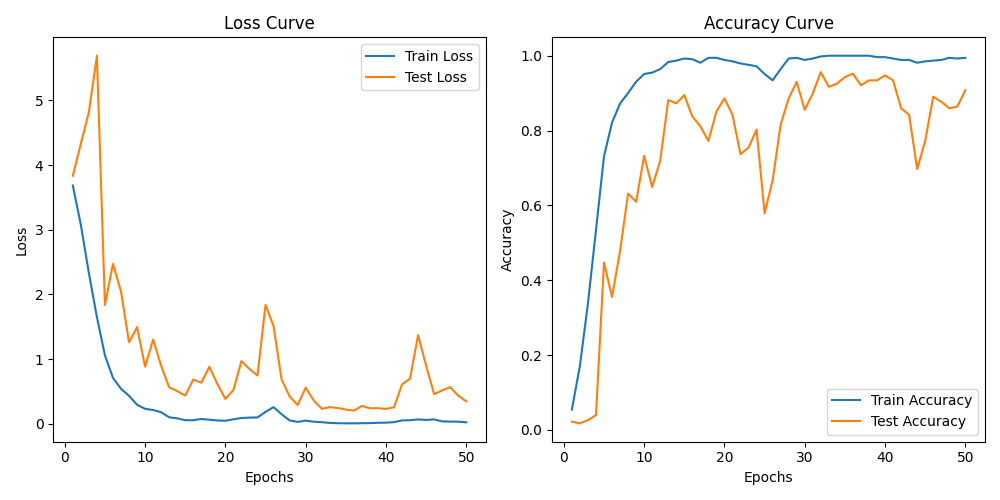 Loss Curve
Train Loss
Test Loss
Loss
5
4
3
2
1
0
0 10 20 30 40 50
Epochs
Accuracy Curve
Train Accuracy
Test Accuracy
Accuracy
1.0
0.8
0.6
0.4
0.2
0.0
0 10 20 30 40 50
Epochs